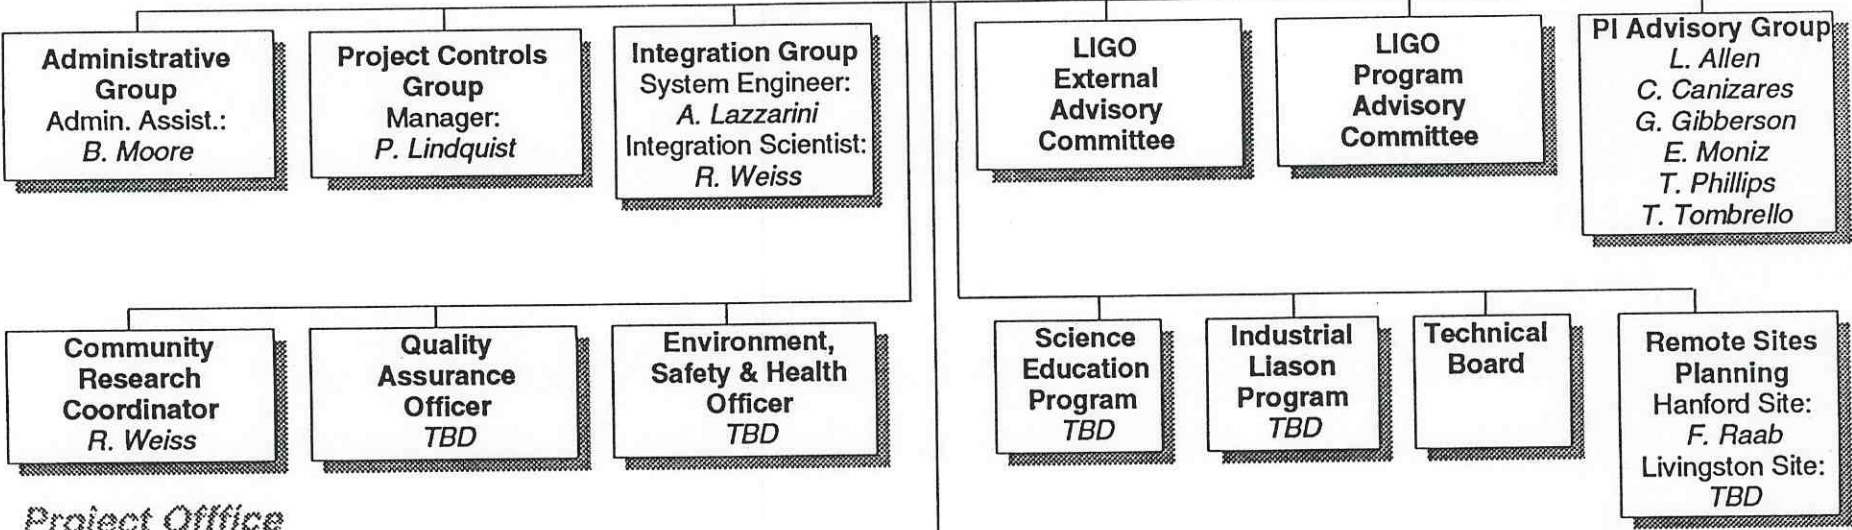 Administrative
Group
Admin. Assist.:
B. Moore
Project Controls
Group
Manager:
P. Lindquist
Integration Group
System Engineer:
A. Lazzarini
Integration Scientist:
R. Weiss
LIGO
External
Advisory
Committee
LIGO
Program
Advisory
Committee
PI Advisory Group
L. Allen
C. Canizares
G. Gibberson
E. Moniz
T. Phillips
T. Tombrello
Community
Research
Coordinator
R. Weiss
Quality
Assurance
Officer
TBD
Environment,
Safety & Health
Officer
TBD
Science
Education
Program
TBD
Industrial
Liason
Program
TBD
Technical
Board
Remote Sites
Planning
Hanford Site:
F. Raab
Livingston Site:
TBD
Project Offfice